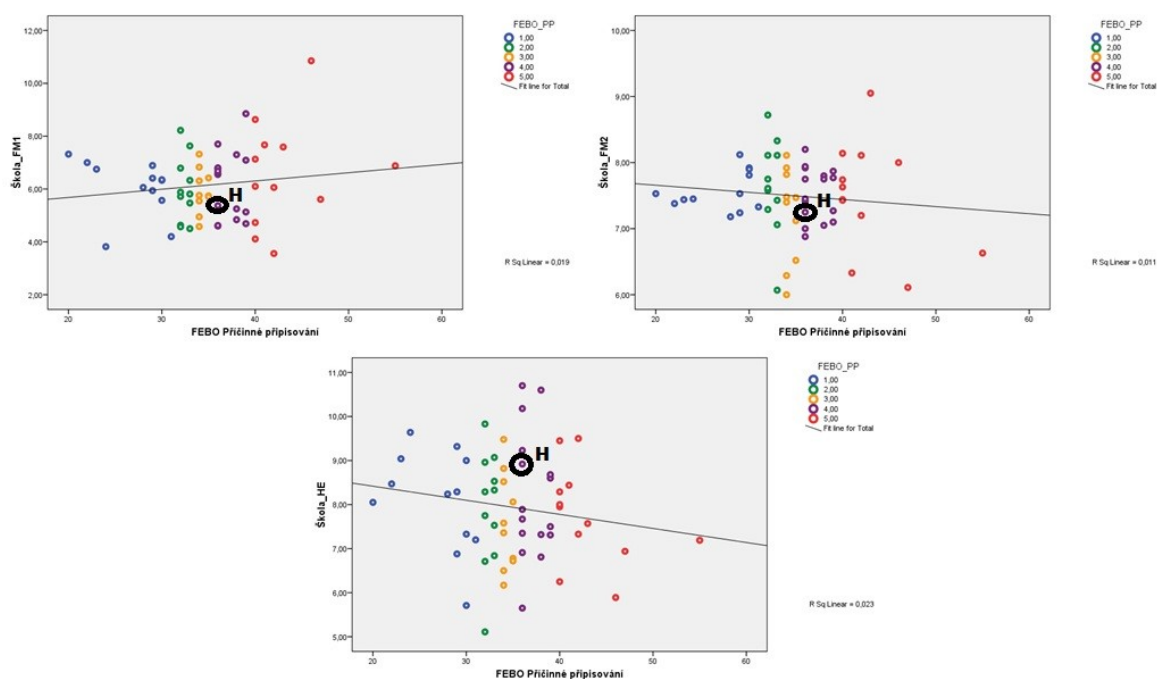 FEBO_PP
12,00
10,00
8,00
6,00
4,00
2,00
Škola_FM1
H
1,00
2,00
3,00
4,00
5,00
Fit line for Total
R Sq Linear = 0,019
20 30 40 50 60
FEBO Příčinné připisování
FEBO_PP
10,00
9,00
8,00
7,00
6,00
Škola_FM2
H
1,00
2,00
3,00
4,00
5,00
Fit line for Total
R Sq Linear = 0,011
20 30 40 50 60
FEBO Příčinné připisování
FEBO_PP
11,00
10,00
9,00
8,00
7,00
6,00
5,00
Škola_HE
H
1,00
2,00
3,00
4,00
5,00
Fit line for Total
R Sq Linear = 0,023
20 30 40 50 60
FEBO Příčinné připisování